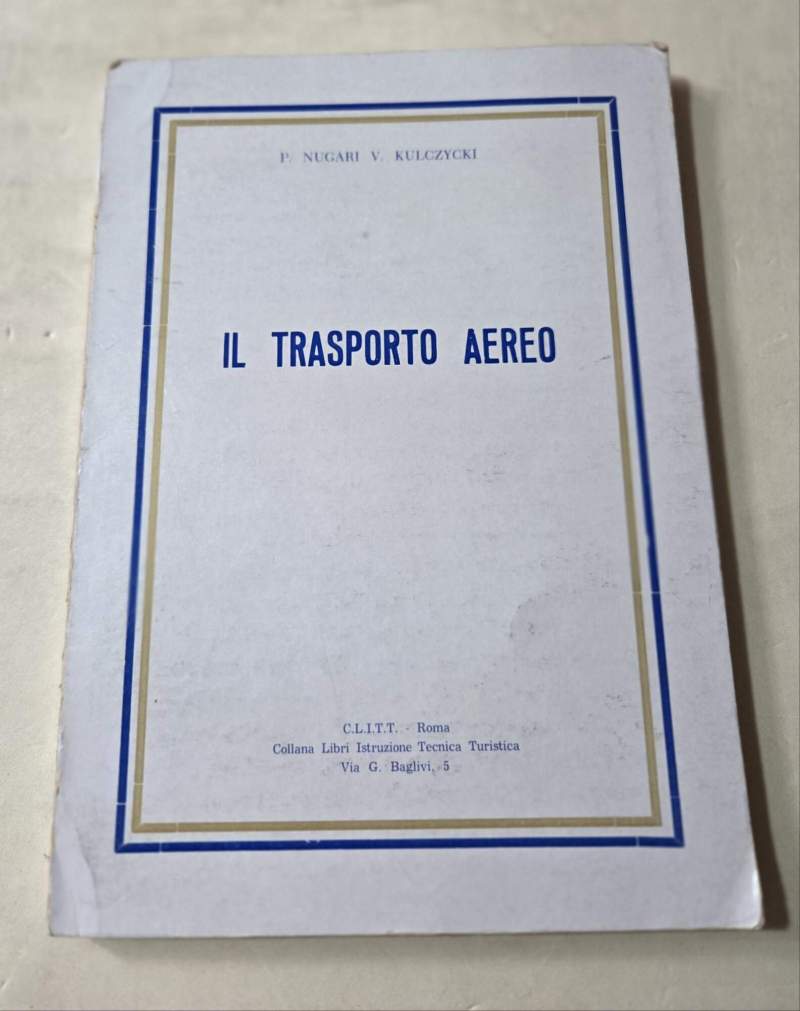 P. NUGARI V. KULCZYCKI
IL TRASPORTO AEREO
C.L.I.T.T. - Roma
Collana Libri Istruzione Tecnica Turistica
Via G. Baglivi, 5